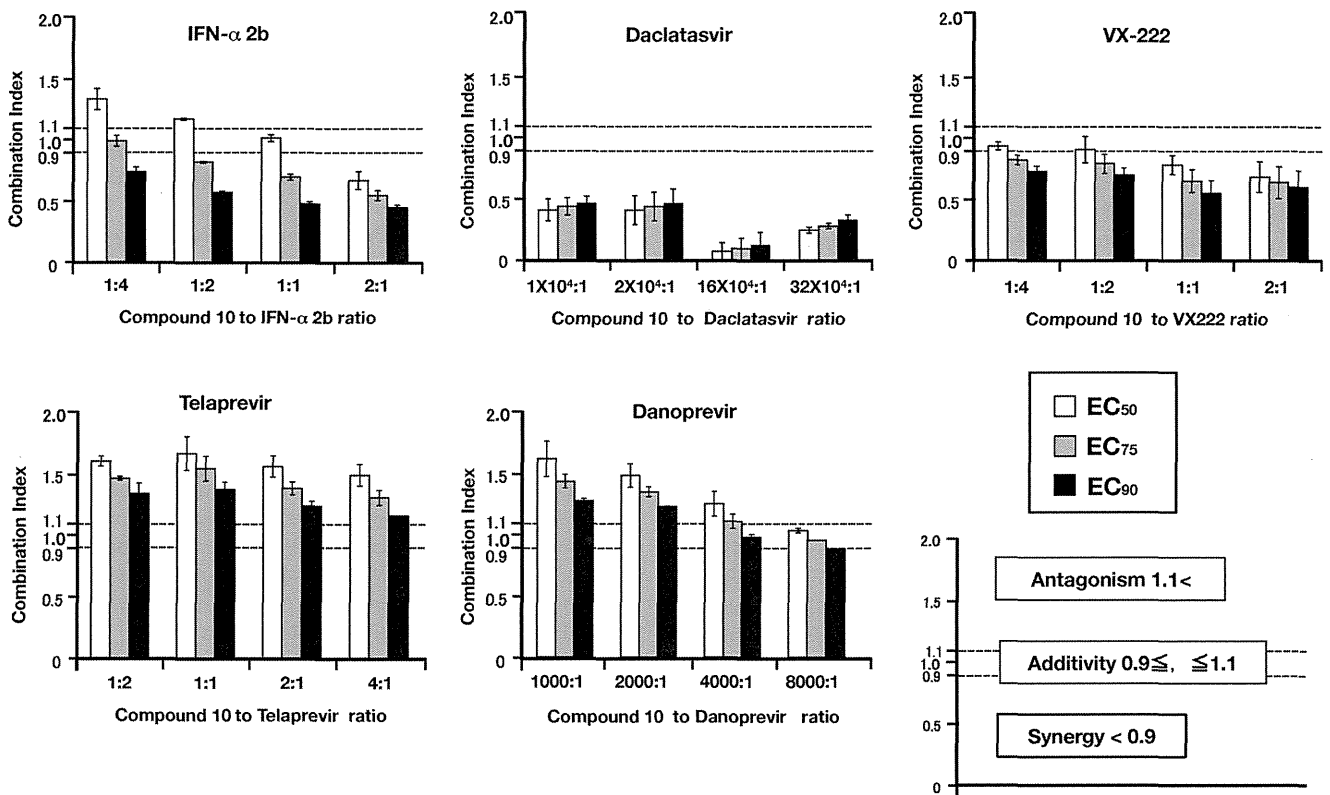 IFN-α 2b
Combination Index
2.0
1.5
1.1
1.0
0.9
0.5
0
1:4 1:2 1:1 2:1
Compound 10 to IFN-α 2b ratio
Daclatasvir
Combination Index
2.0
1.5
1.1
1.0
0.9
0.5
0
1X10⁴:1 2X10⁴:1 16X10⁴:1 32X10⁴:1
Compound 10 to Daclatasvir ratio
VX-222
Combination Index
2.0
1.5
1.1
1.0
0.9
0.5
0
1:4 1:2 1:1 2:1
Compound 10 to VX222 ratio
Telaprevir
Combination Index
2.0
1.5
1.1
1.0
0.9
0.5
0
1:2 1:1 2:1 4:1
Compound 10 to Telaprevir ratio
Danoprevir
Combination Index
2.0
1.5
1.1
1.0
0.9
0.5
0
1000:1 2000:1 4000:1 8000:1
Compound 10 to Danoprevir ratio
EC50
EC75
EC90
2.0
1.5
1.1
1.0
0.9
0.5
0
Antagonism 1.1<
Additivity 0.9≦, ≦1.1
Synergy < 0.9